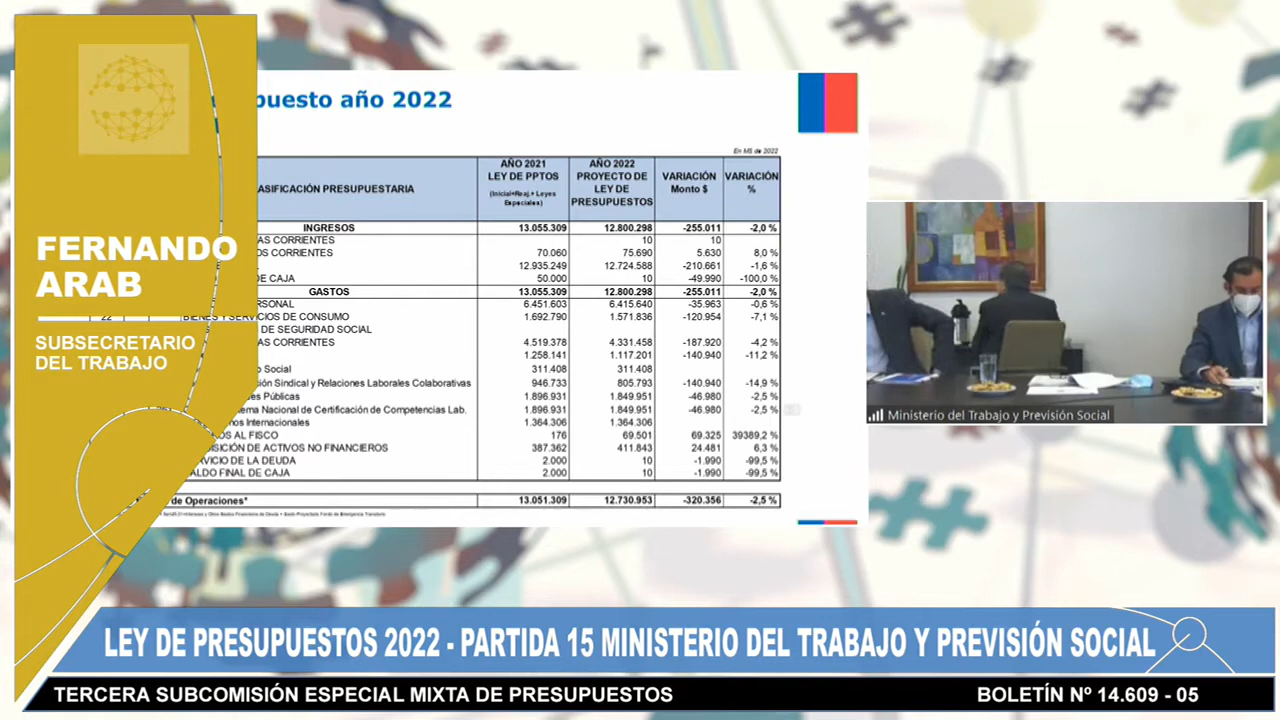 puesto año 2022
En M$ de 2022
ASIFICACIÓN PRESUPUESTARIA AÑO 2021 LEY DE PPTOS (Inicial+Reaj.+ Leyes Especiales) AÑO 2022 PROYECTO DE LEY DE PRESUPUESTOS VARIACIÓN Monto $ VARIACIÓN %
INGRESOS 13.055.309 12.800.298 -255.011 -2,0 %
AS CORRIENTES 10 10
OS CORRIENTES 70.060 75.690 5.630 8,0 %
12.935.249 12.724.588 -210.661 -1,6 %
DE CAJA 50.000 10 -49.990 -100,0 %
GASTOS 13.055.309 12.800.298 -255.011 -2,0 %
RSONAL 6.451.603 6.415.640 -35.963 -0,6 %
22 BIENES Y SERVICIOS DE CONSUMO 1.692.790 1.571.836 -120.954 -7,1 %
DE SEGURIDAD SOCIAL
AS CORRIENTES 4.519.378 4.331.458 -187.920 -4,2 %
1.258.141 1.117.201 -140.940 -11,2 %
o Social 311.408 311.408
ción Sindical y Relaciones Laborales Colaborativas 946.733 805.793 -140.940 -14,9 %
es Públicas 1.896.931 1.849.951 -46.980 -2,5 %
tema Nacional de Certificación de Competencias Lab. 1.896.931 1.849.951 -46.980 -2,5 %
mos Internacionales 1.364.306 1.364.306
OS AL FISCO 176 69.501 69.325 39389,2 %
ISICIÓN DE ACTIVOS NO FINANCIEROS 387.362 411.843 24.481 6,3 %
RVICIO DE LA DEUDA 2.000 10 -1.990 -99,5 %
ALDO FINAL DE CAJA 2.000 10 -1.990 -99,5 %
de Operaciones* 13.051.309 12.730.953 -320.356 -2,5 %
FERNANDO
ARAB
SUBSECRETARIO
DEL TRABAJO
Ministerio del Trabajo y Previsión Social
LEY DE PRESUPUESTOS 2022 - PARTIDA 15 MINISTERIO DEL TRABAJO Y PREVISIÓN SOCIAL
TERCERA SUBCOMISIÓN ESPECIAL MIXTA DE PRESUPUESTOS
BOLETÍN Nº 14.609 - 05